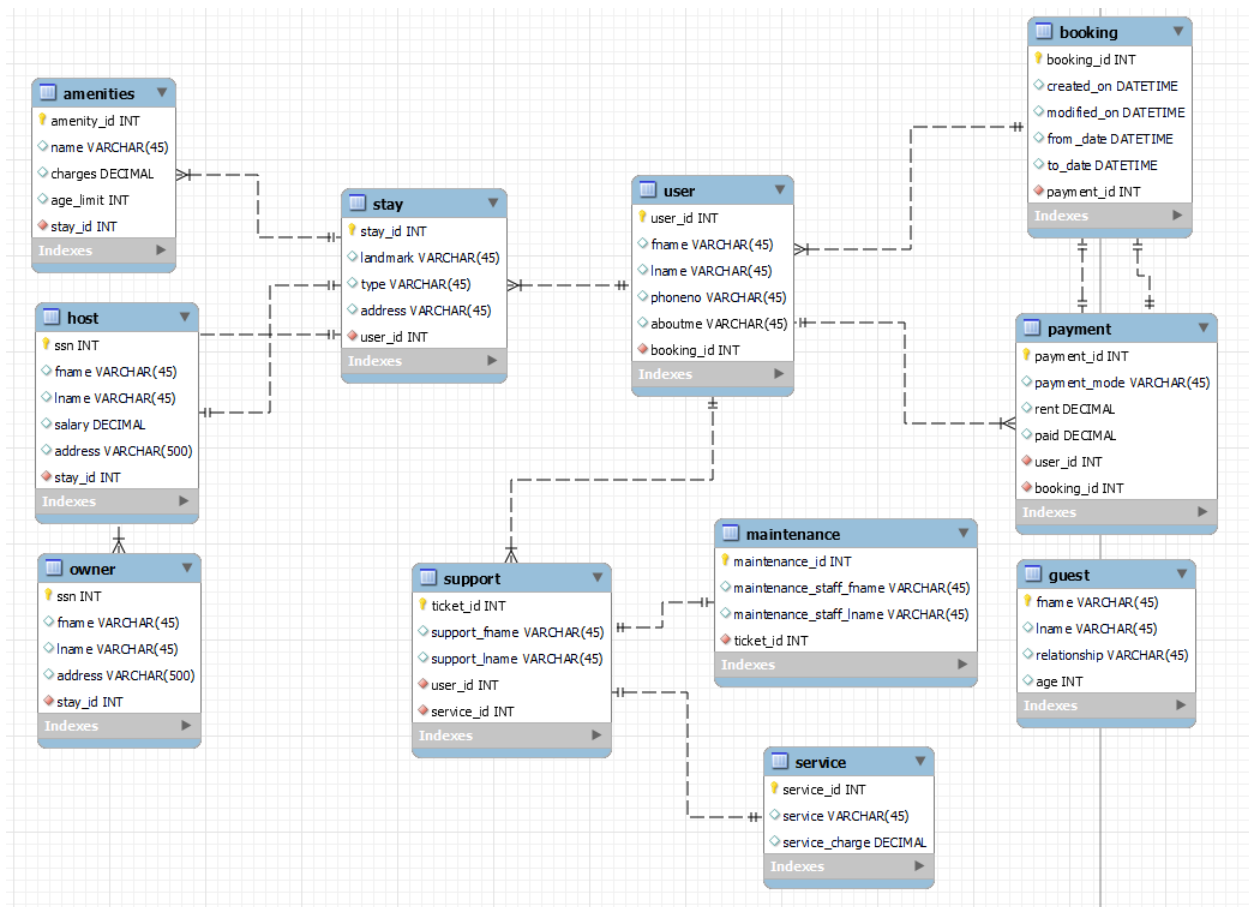 booking
booking_id INT
created_on DATETIME
modified_on DATETIME
from _date DATETIME
to_date DATETIME
payment_id INT
Indexes
amenities
amenity_id INT
name VARCHAR(45)
charges DECIMAL
age_limit INT
stay_id INT
Indexes
stay
stay_id INT
landmark VARCHAR(45)
type VARCHAR(45)
address VARCHAR(45)
user_id INT
Indexes
user
user_id INT
fname VARCHAR(45)
lname VARCHAR(45)
phoneno VARCHAR(45)
aboutme VARCHAR(45)
booking_id INT
Indexes
host
ssn INT
fname VARCHAR(45)
lname VARCHAR(45)
salary DECIMAL
address VARCHAR(500)
stay_id INT
Indexes
payment
payment_id INT
payment_mode VARCHAR(45)
rent DECIMAL
paid DECIMAL
user_id INT
booking_id INT
Indexes
owner
ssn INT
fname VARCHAR(45)
lname VARCHAR(45)
address VARCHAR(500)
stay_id INT
Indexes
support
ticket_id INT
support_fname VARCHAR(45)
support_lname VARCHAR(45)
user_id INT
service_id INT
Indexes
maintenance
maintenance_id INT
maintenance_staff_fname VARCHAR(45)
maintenance_staff_lname VARCHAR(45)
ticket_id INT
Indexes
guest
fname VARCHAR(45)
lname VARCHAR(45)
relationship VARCHAR(45)
age INT
Indexes
service
service_id INT
service VARCHAR(45)
service_charge DECIMAL
Indexes